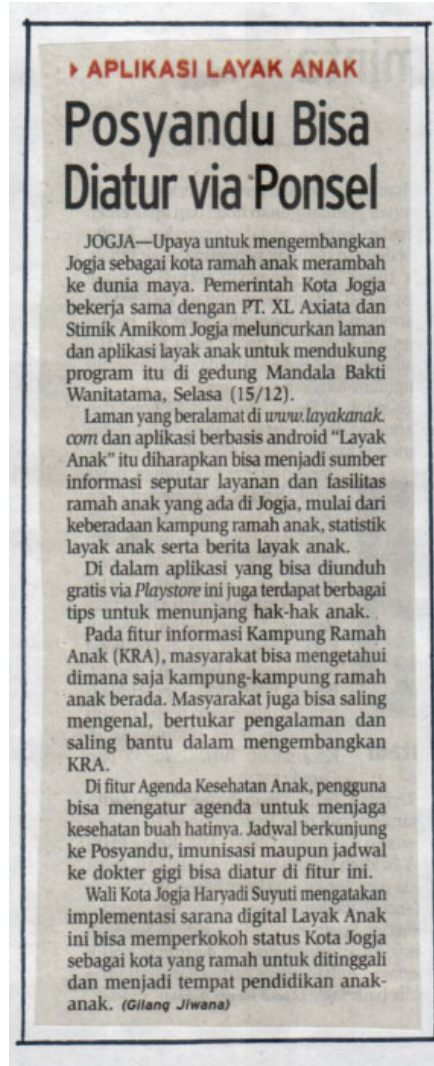 ▸ APLIKASI LAYAK ANAK
Posyandu Bisa
Diatur via Ponsel
JOGJA—Upaya untuk mengembangkan
Jogja sebagai kota ramah anak merambah
ke dunia maya. Pemerintah Kota Jogja
bekerja sama dengan PT. XL Axiata dan
Stimik Amikom Jogja meluncurkan laman
dan aplikasi layak anak untuk mendukung
program itu di gedung Mandala Bakti
Wanitatama, Selasa (15/12).
Laman yang beralamat di www.layakanak.
com dan aplikasi berbasis android “Layak
Anak” itu diharapkan bisa menjadi sumber
informasi seputar layanan dan fasilitas
ramah anak yang ada di Jogja, mulai dari
keberadaan kampung ramah anak, statistik
layak anak serta berita layak anak.
Di dalam aplikasi yang bisa diunduh
gratis via Playstore ini juga terdapat berbagai
tips untuk menunjang hak-hak anak.
Pada fitur informasi Kampung Ramah
Anak (KRA), masyarakat bisa mengetahui
dimana saja kampung-kampung ramah
anak berada. Masyarakat juga bisa saling
mengenal, bertukar pengalaman dan
saling bantu dalam mengembangkan
KRA.
Di fitur Agenda Kesehatan Anak, pengguna
bisa mengatur agenda untuk menjaga
kesehatan buah hatinya. Jadwal berkunjung
ke Posyandu, imunisasi maupun jadwal
ke dokter gigi bisa diatur di fitur ini.
Wali Kota Jogja Haryadi Suyuti mengatakan
implementasi sarana digital Layak Anak
ini bisa memperkokoh status Kota Jogja
sebagai kota yang ramah untuk ditinggali
dan menjadi tempat pendidikan anak-
anak. (Gilang Jiwana)